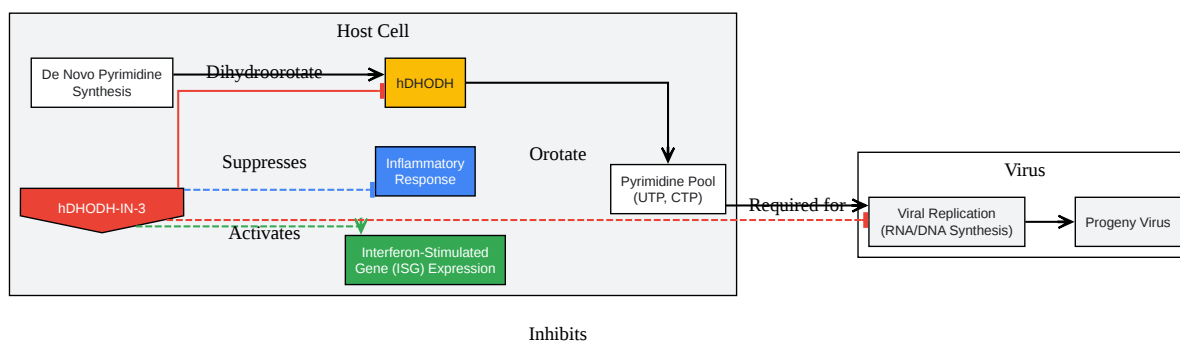 Host Cell
De Novo Pyrimidine
Synthesis
Dihydroorotate
hDHODH
Suppresses
Inflammatory
Response
Orotate
Pyrimidine Pool
(UTP, CTP)
hDHODH-IN-3
Activates
Interferon-Stimulated
Gene (ISG) Expression
Required for
Virus
Viral Replication
(RNA/DNA Synthesis)
Progeny Virus
Inhibits